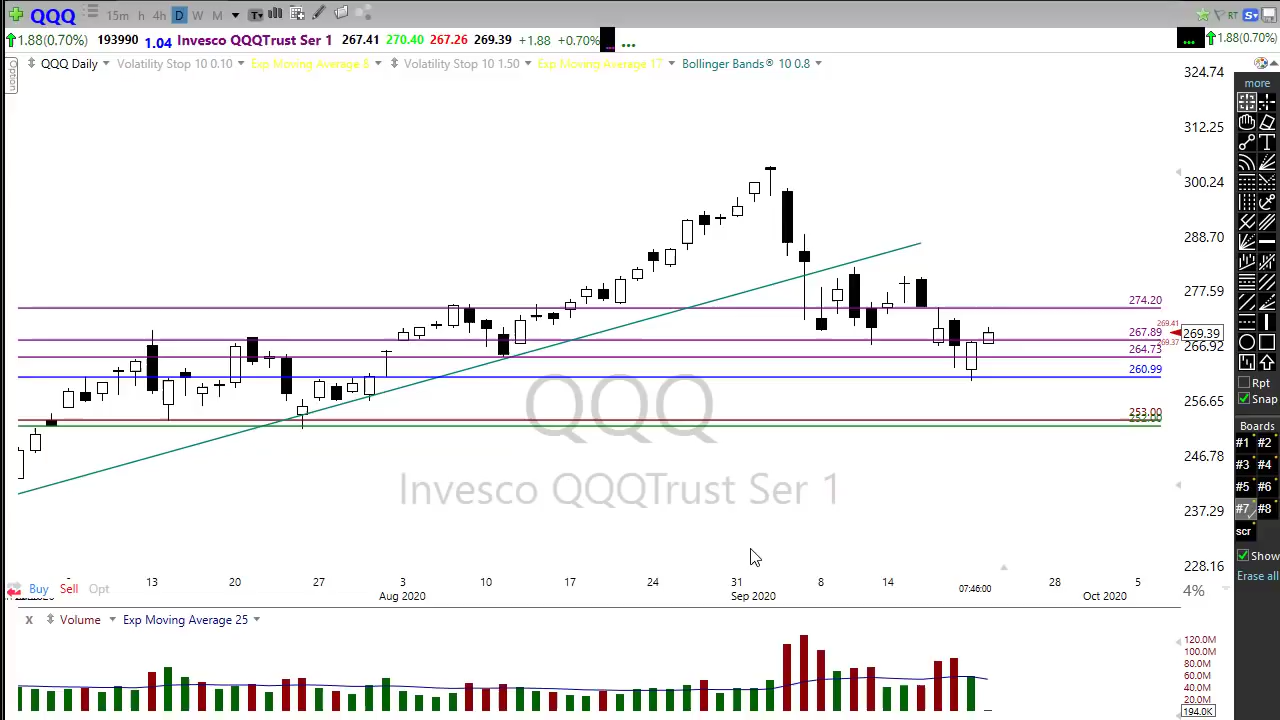 QQQ 15m h 4h D W M T RT S
1.88(0.70%) 193990 1.04 Invesco QQQTrust Ser 1 267.41 270.40 267.26 269.39 +1.88 +0.70% ... ... 1.88(0.70%)
Option
QQQ Daily Volatility Stop 10 0.10 Exp Moving Average 8 Volatility Stop 10 1.50 Exp Moving Average 17 Bollinger Bands® 10 0.8
324.74
more
312.25
300.24
288.70
277.59
274.20
269.41
267.89 269.39
269.37
266.92
264.73
260.99
Rpt
Snap
256.65
253.00
252.00
Boards
#1 #2
246.78
#3 #4
#5 #6
#7 #8
237.29
scr
QQQ
Invesco QQQTrust Ser 1
Show
228.16
Erase all
13 20 27 3 10 17 24 31 8 14 07:46:00 28 5
Buy Sell Opt
Aug 2020 Sep 2020 Oct 2020
4%
x Volume Exp Moving Average 25
120.0M
100.0M
80.0M
60.0M
40.0M
20.0M
194.0K